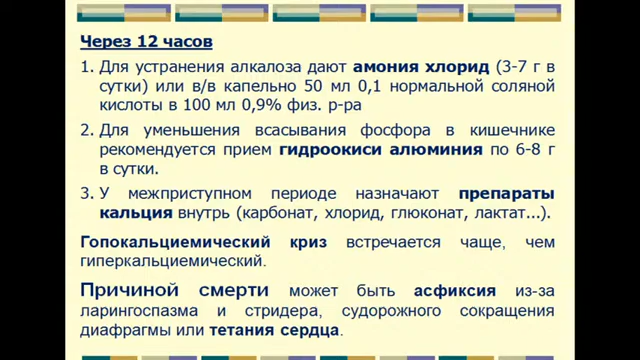 Через 12 часов
1. Для устранения алкалоза дают амония хлорид (3-7 г в
сутки) или в/в капельно 50 мл 0,1 нормальной соляной
кислоты в 100 мл 0,9% физ. р-ра
2. Для уменьшения всасывания фосфора в кишечнике
рекомендуется прием гидроокиси алюминия по 6-8 г
в сутки.
3. У межприступном периоде назначают препараты
кальция внутрь (карбонат, хлорид, глюконат, лактат...).
Гопокальциемический криз встречается чаще, чем
гиперкальциемический.
Причиной смерти может быть асфиксия из-за
ларингоспазма и стридера, судорожного сокращения
диафрагмы или тетания сердца.